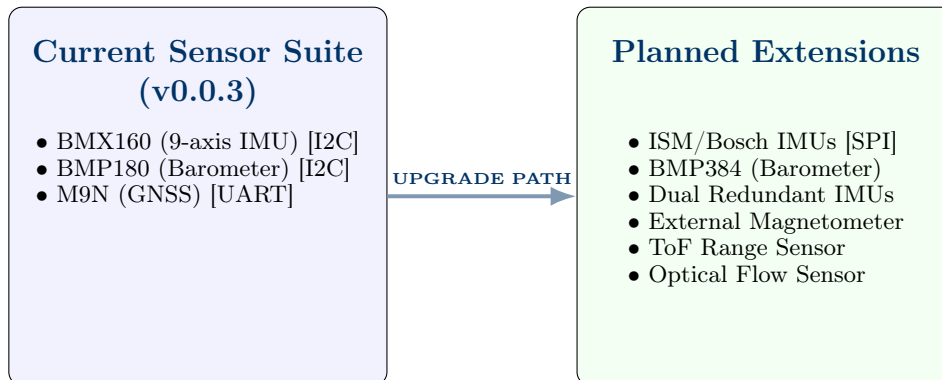 Current Sensor Suite
(v0.0.3)
• BMX160 (9-axis IMU) [I2C]
• BMP180 (Barometer) [I2C]
• M9N (GNSS) [UART]
UPGRADE PATH
Planned Extensions
• ISM/Bosch IMUs [SPI]
• BMP384 (Barometer)
• Dual Redundant IMUs
• External Magnetometer
• ToF Range Sensor
• Optical Flow Sensor